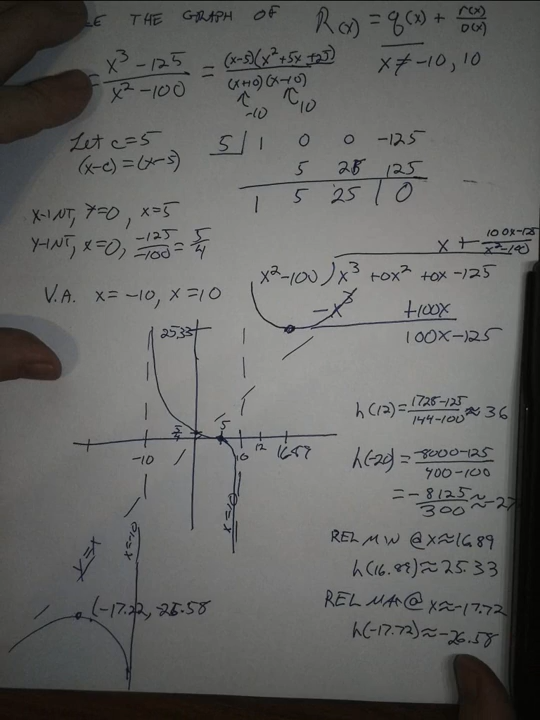 THE GRAPH OF R(x) = q(x) + r(x)/D(x)
= x³ - 125 / x² - 100 = (x-5)(x²+5x+25) / (x+10)(x-10) x ≠ -10, 10
-10 10
Let c=5 5 | 1 0 0 -125
(x-c) = (x-5) 5 25 125
1 5 25 | 0
X-INT, y=0, x=5
Y-INT, x=0, -125/-100 = 5/4
x + 100x-125 / x²-100
x²-100 ) x³ + 0x² + 0x - 125
V.A. x = -10, x = 10
-x³ +100x
100x-125
25.33
h(12) = 1728-125 / 144-100 ≈ 36
5/4 5
-10 10 12 16.89
h(-20) = -8000-125 / 400-100
= -8125 / 300 ≈ -27
x=10
REL MIN @ x≈16.89
y=x x=-10
h(16.89) ≈ 25.33
REL MAX @ x≈-17.72
(-17.72, -26.58
h(-17.72) ≈ -26.58